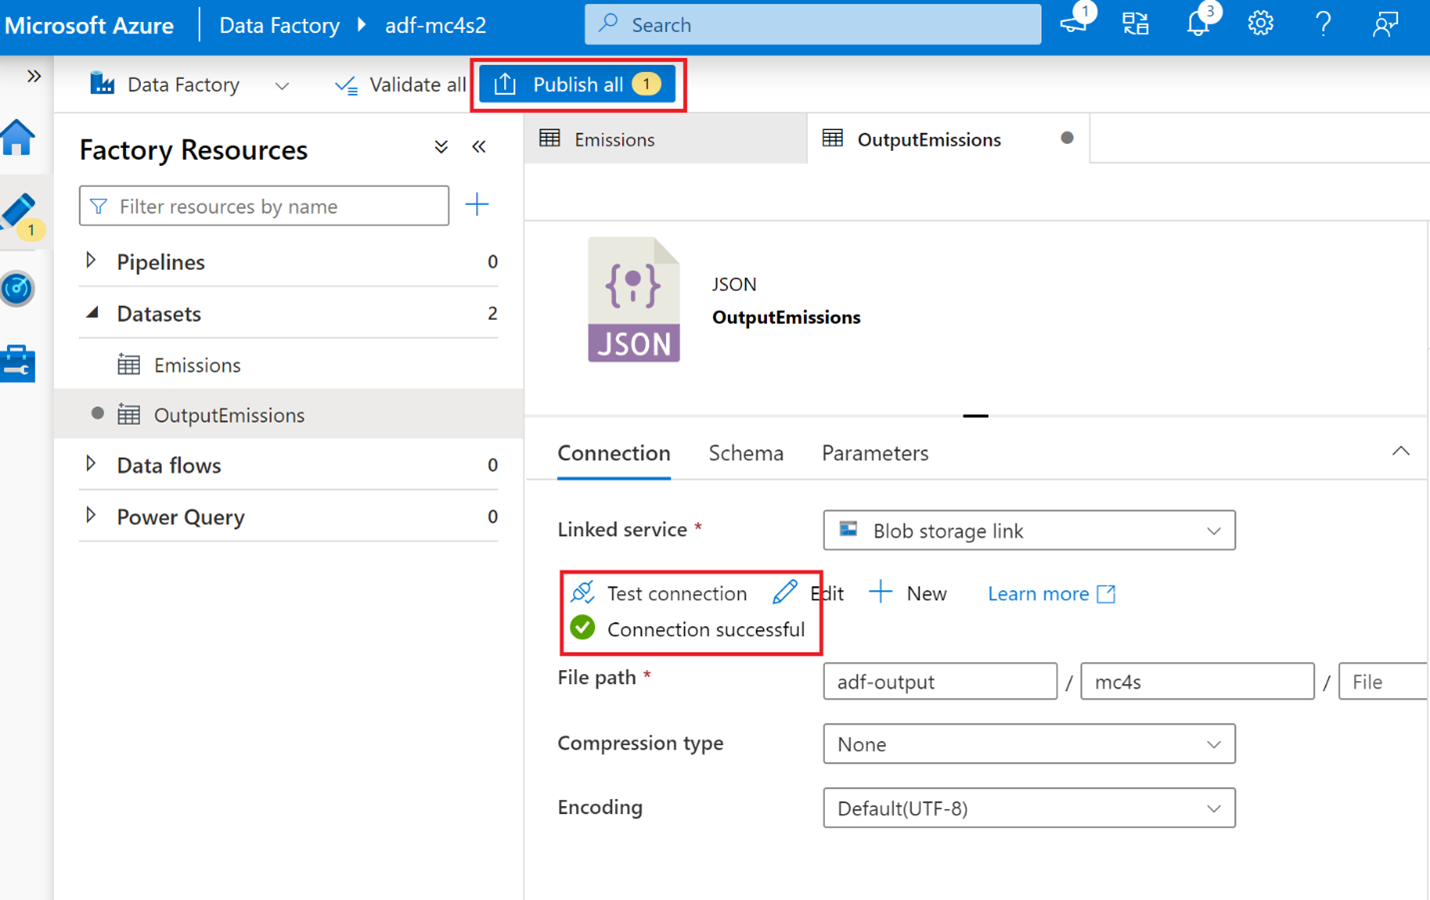 Microsoft Azure
Data Factory
adf-mc4s2
Search
1
3
Data Factory
Validate all
Publish all 1
Factory Resources
Filter resources by name
1
Pipelines 0
Datasets 2
Emissions
OutputEmissions
Data flows 0
Power Query 0
Emissions
OutputEmissions
{ }
JSON
JSON
OutputEmissions
Connection Schema Parameters
Linked service * Blob storage link
Test connection Edit New Learn more
Connection successful
File path * adf-output / mc4s / File
Compression type None
Encoding Default(UTF-8)